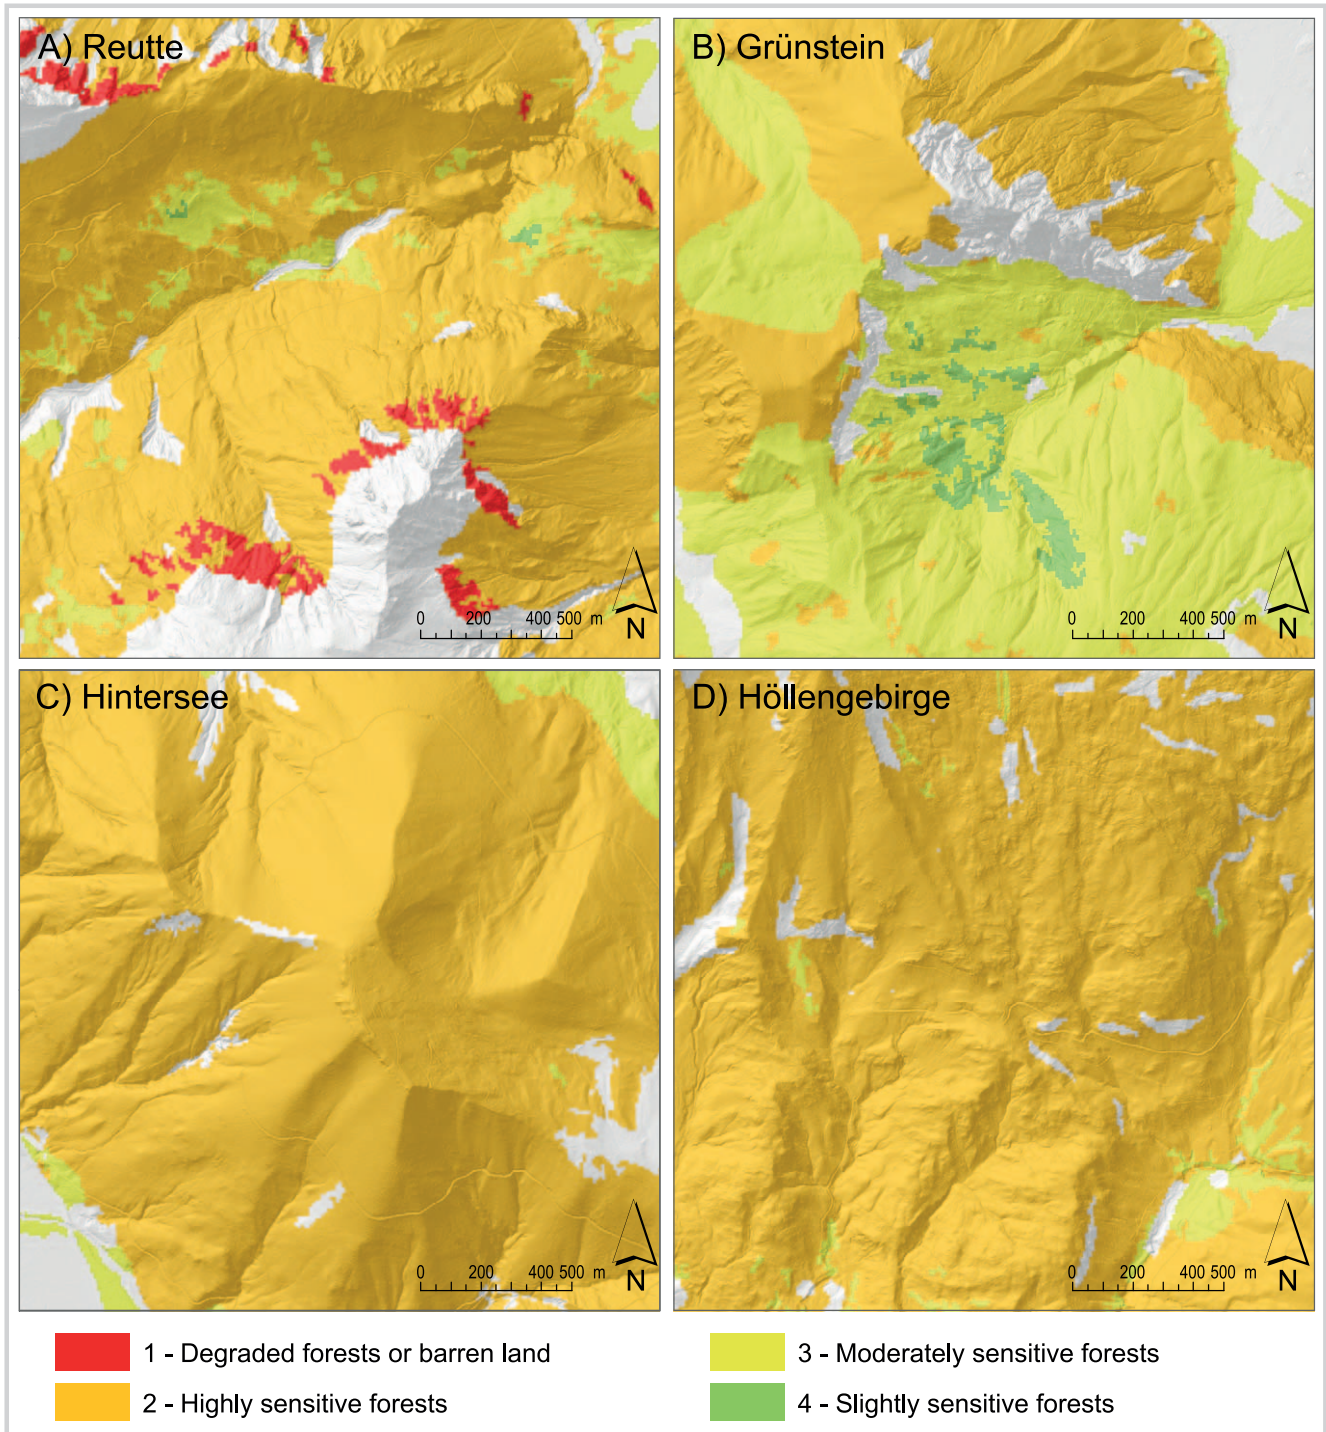 A) Reutte
B) Grünstein
0 200 400 500 m
N
0 200 400 500 m
N
C) Hintersee
D) Höllengebirge
0 200 400 500 m
N
0 200 400 500 m
N
1 - Degraded forests or barren land
3 - Moderately sensitive forests
2 - Highly sensitive forests
4 - Slightly sensitive forests